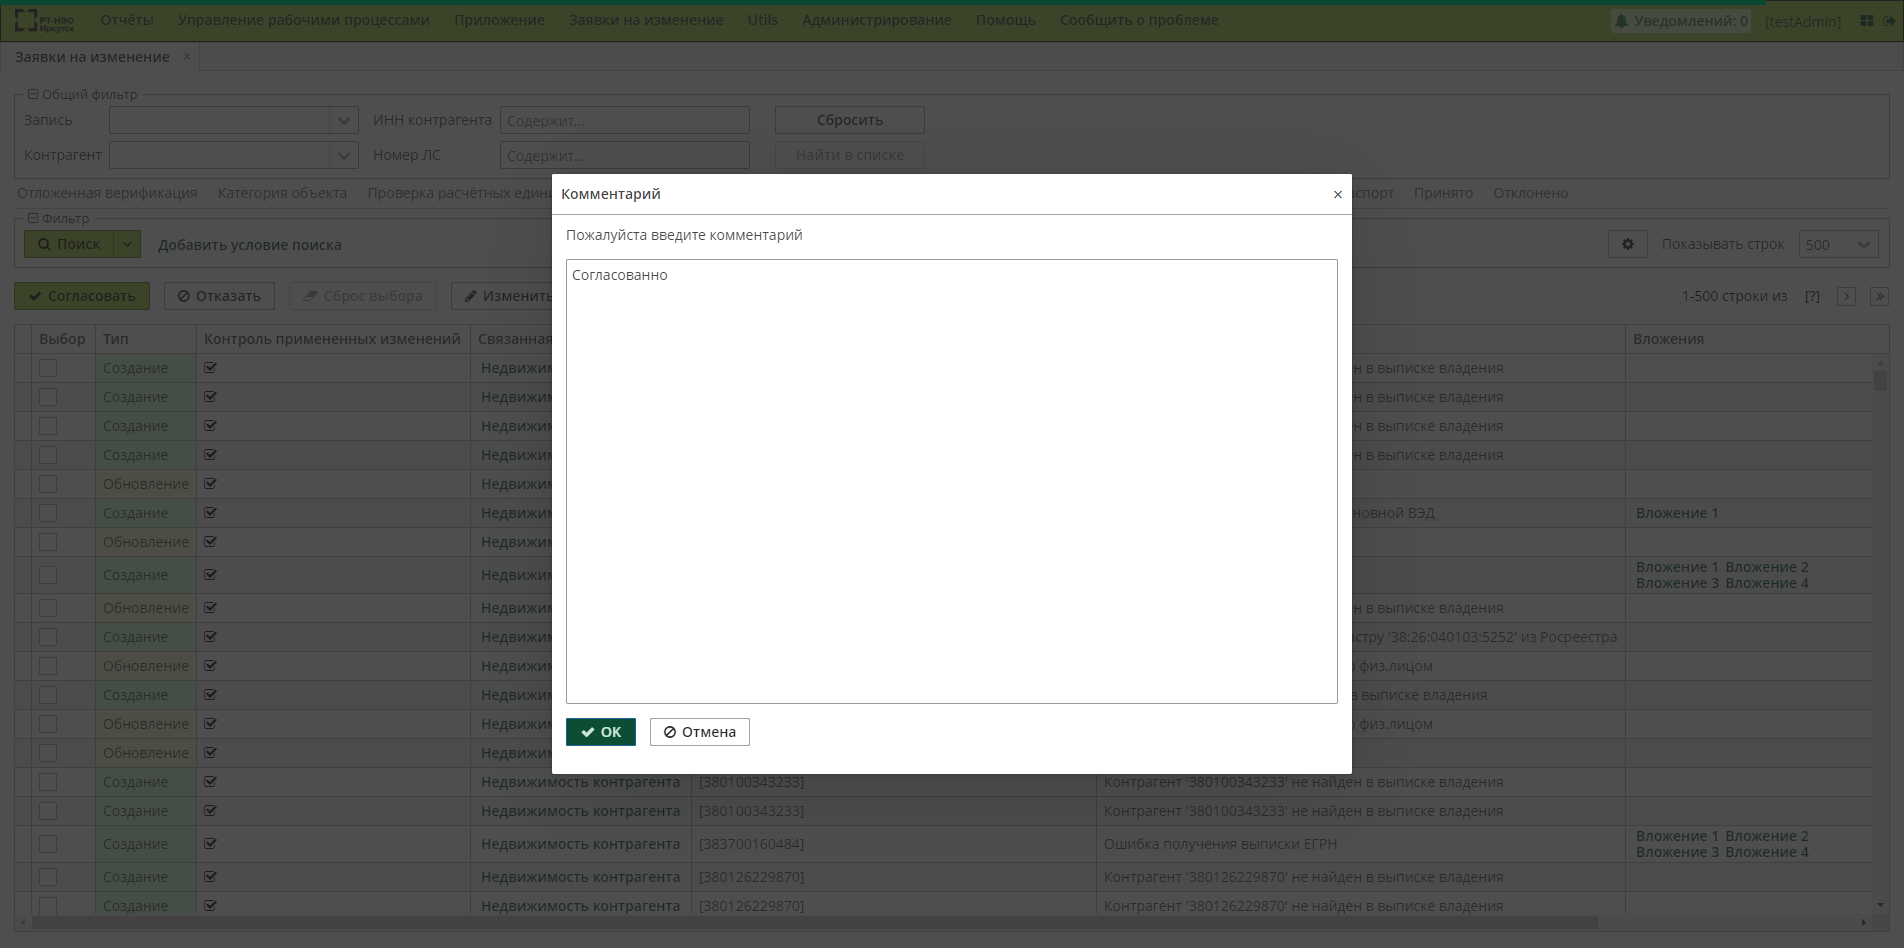 РТ-НЭО Иркутск Отчёты Управление рабочими процессами Приложение Заявки на изменение Utils Администрирование Помощь Сообщить о проблеме Уведомлений: 0 [testAdmin]
Заявки на изменение ×
Общий фильтр
Запись ИНН контрагента Содержит... Сбросить
Контрагент Номер ЛС Содержит... Найти в списке
Отложенная верификация Категория объекта Проверка расчётных един спорт Принято Отклонено
Фильтр
Поиск Добавить условие поиска Показывать строк 500
Согласовать Отказать Сброс выбора Изменить 1-500 строки из [?]
Комментарий ×
Пожалуйста введите комментарий
Согласованно
OK Отмена
Выбор Тип Контроль примененных изменений Связанная Вложения
Создание Недвижим ен в выписке владения
Создание Недвижим ен в выписке владения
Создание Недвижим ен в выписке владения
Создание Недвижим ен в выписке владения
Обновление Недвижим
Создание Недвижим новной ВЭД Вложение 1
Обновление Недвижим
Создание Недвижим Вложение 1 Вложение 2
Вложение 3 Вложение 4
Обновление Недвижим ен в выписке владения
Создание Недвижим астру '38:26:040103:5252' из Росреестра
Обновление Недвижим о физ.лицом
Создание Недвижим в выписке владения
Обновление Недвижим о физ.лицом
Обновление Недвижим
Создание Недвижимость контрагента [380100343233] Контрагент '380100343233' не найден в выписке владения
Создание Недвижимость контрагента [380100343233] Контрагент '380100343233' не найден в выписке владения
Создание Недвижимость контрагента [383700160484] Ошибка получения выписки ЕГРН Вложение 1 Вложение 2
Вложение 3 Вложение 4
Создание Недвижимость контрагента [380126229870] Контрагент '380126229870' не найден в выписке владения
Создание Недвижимость контрагента [380126229870] Контрагент '380126229870' не найден в выписке владения